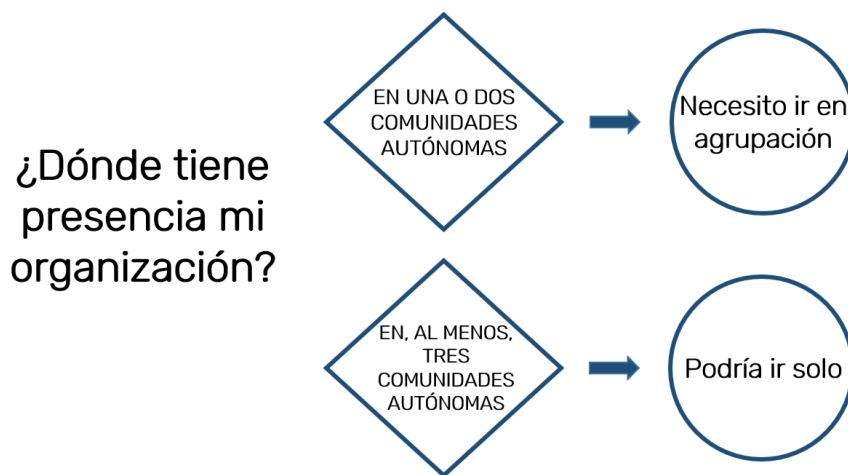 ¿Dónde tiene
presencia mi
organización?
EN UNA O DOS
COMUNIDADES
AUTÓNOMAS
Necesito ir en
agrupación
EN, AL MENOS,
TRES
COMUNIDADES
AUTÓNOMAS
Podría ir solo